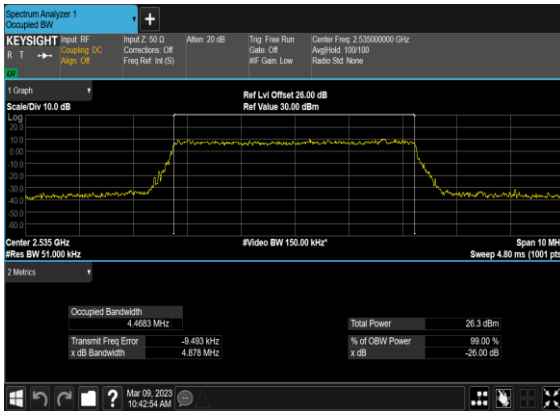 Spectrum Analyzer 1
Occupied BW
+
KEYSIGHT
R T
LXI
Input: RF
Coupling: DC
Align: Off
Input Z: 50 Ω
Corrections: Off
Freq Ref: Int (S)
Atten: 20 dB
Trig: Free Run
Gate: Off
#IF Gain: Low
Center Freq: 2.535000000 GHz
Avg|Hold: 100/100
Radio Std: None
1 Graph
Scale/Div 10.0 dB
Ref Lvl Offset 26.00 dB
Ref Value 30.00 dBm
Log
20.0
10.0
0.00
-10.0
-20.0
-30.0
-40.0
-50.0
-60.0
Center 2.535 GHz
#Res BW 51.000 kHz
#Video BW 150.00 kHz*
Span 10 MH
Sweep 4.80 ms (1001 pts
2 Metrics
Occupied Bandwidth
4.4683 MHz
Transmit Freq Error -9.493 kHz
x dB Bandwidth 4.878 MHz
Total Power 26.3 dBm
% of OBW Power 99.00 %
x dB -26.00 dB
?
Mar 09, 2023
10:42:54 AM